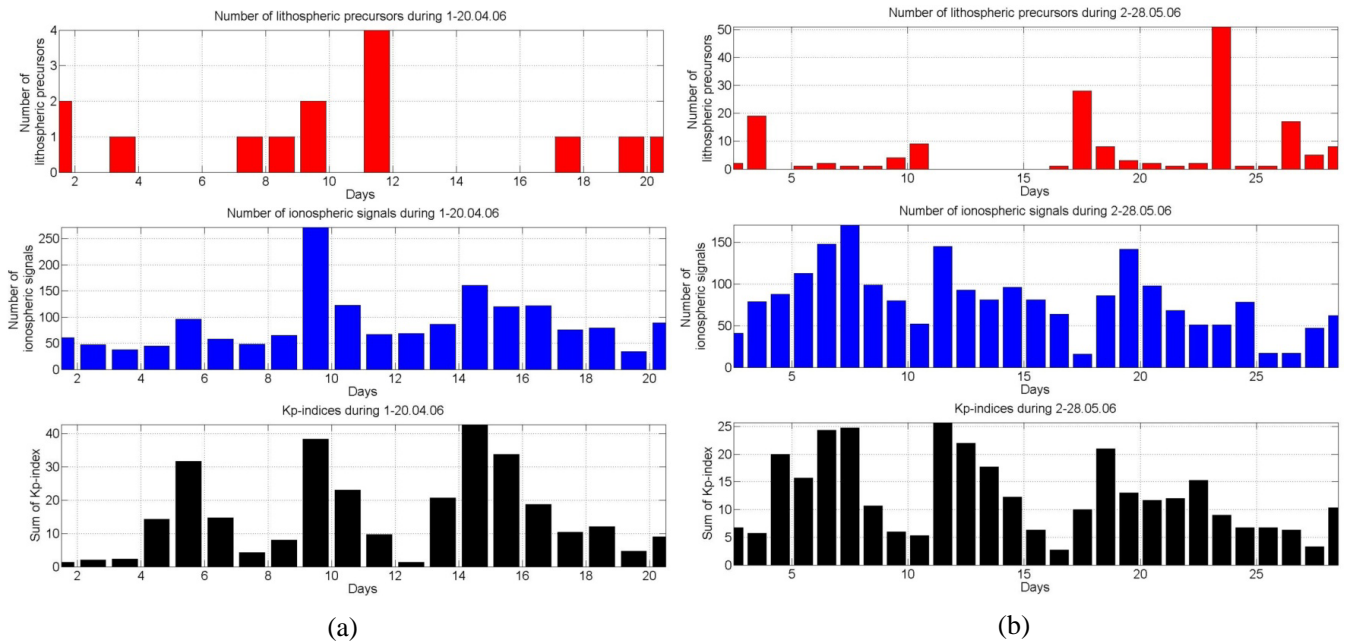 Number of lithospheric precursors during 1-20.04.06
Number of
lithospheric precursors
4
3
2
1
0
2 4 6 8 10 12 14 16 18 20
Days
Number of ionospheric signals during 1-20.04.06
Number of
ionospheric signals
250
200
150
100
50
0
2 4 6 8 10 12 14 16 18 20
Days
Kp-indices during 1-20.04.06
Sum of Kp-index
40
30
20
10
0
2 4 6 8 10 12 14 16 18 20
Days
(a)
Number of lithospheric precursors during 2-28.05.06
Number of
lithospheric precursors
50
40
30
20
10
0
5 10 15 20 25
Days
Number of ionospheric signals during 2-28.05.06
Number of
ionospheric signals
150
100
50
0
5 10 15 20 25
Days
Kp-indices during 2-28.05.06
Sum of Kp-index
25
20
15
10
5
0
5 10 15 20 25
Days
(b)